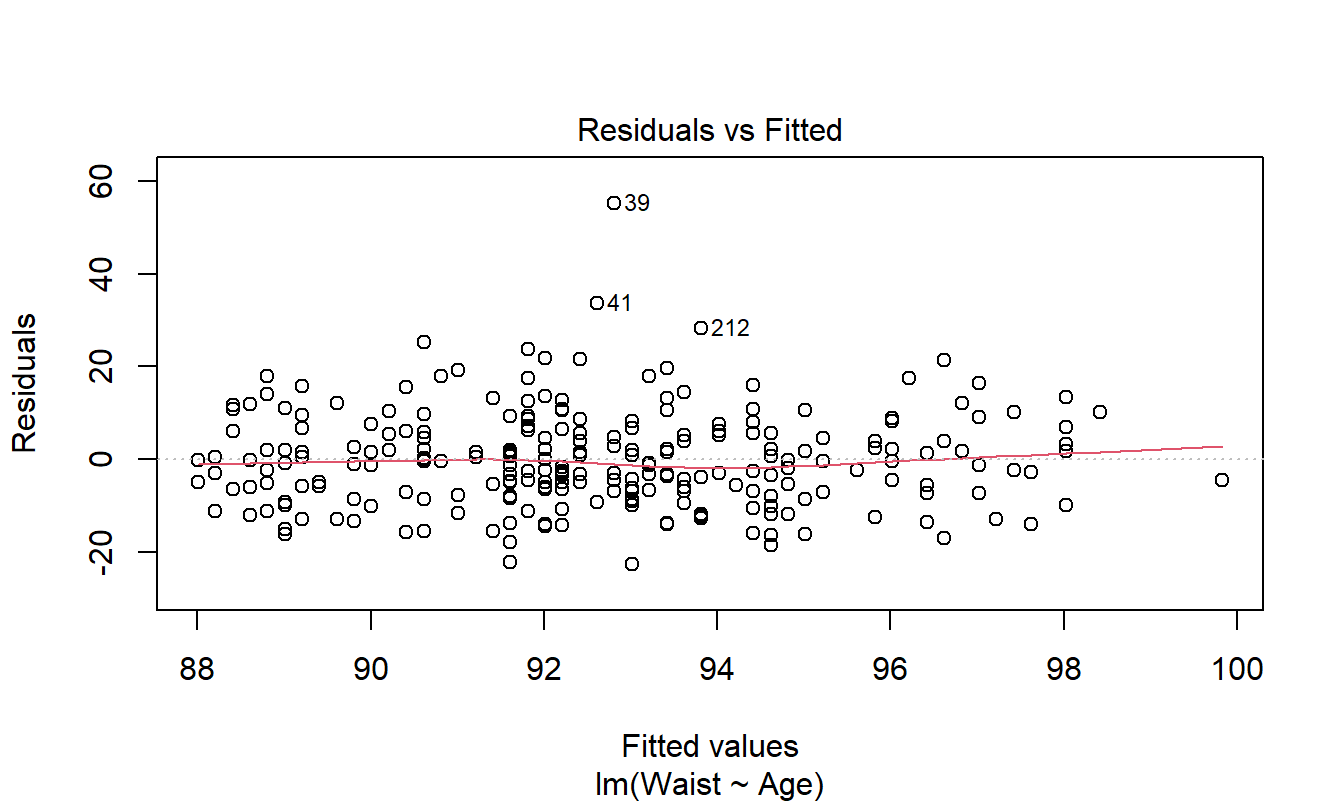 Residuals vs Fitted
Residuals
60
40
20
0
-20
39
41
212
88 90 92 94 96 98 100
Fitted values
lm(Waist ~ Age)